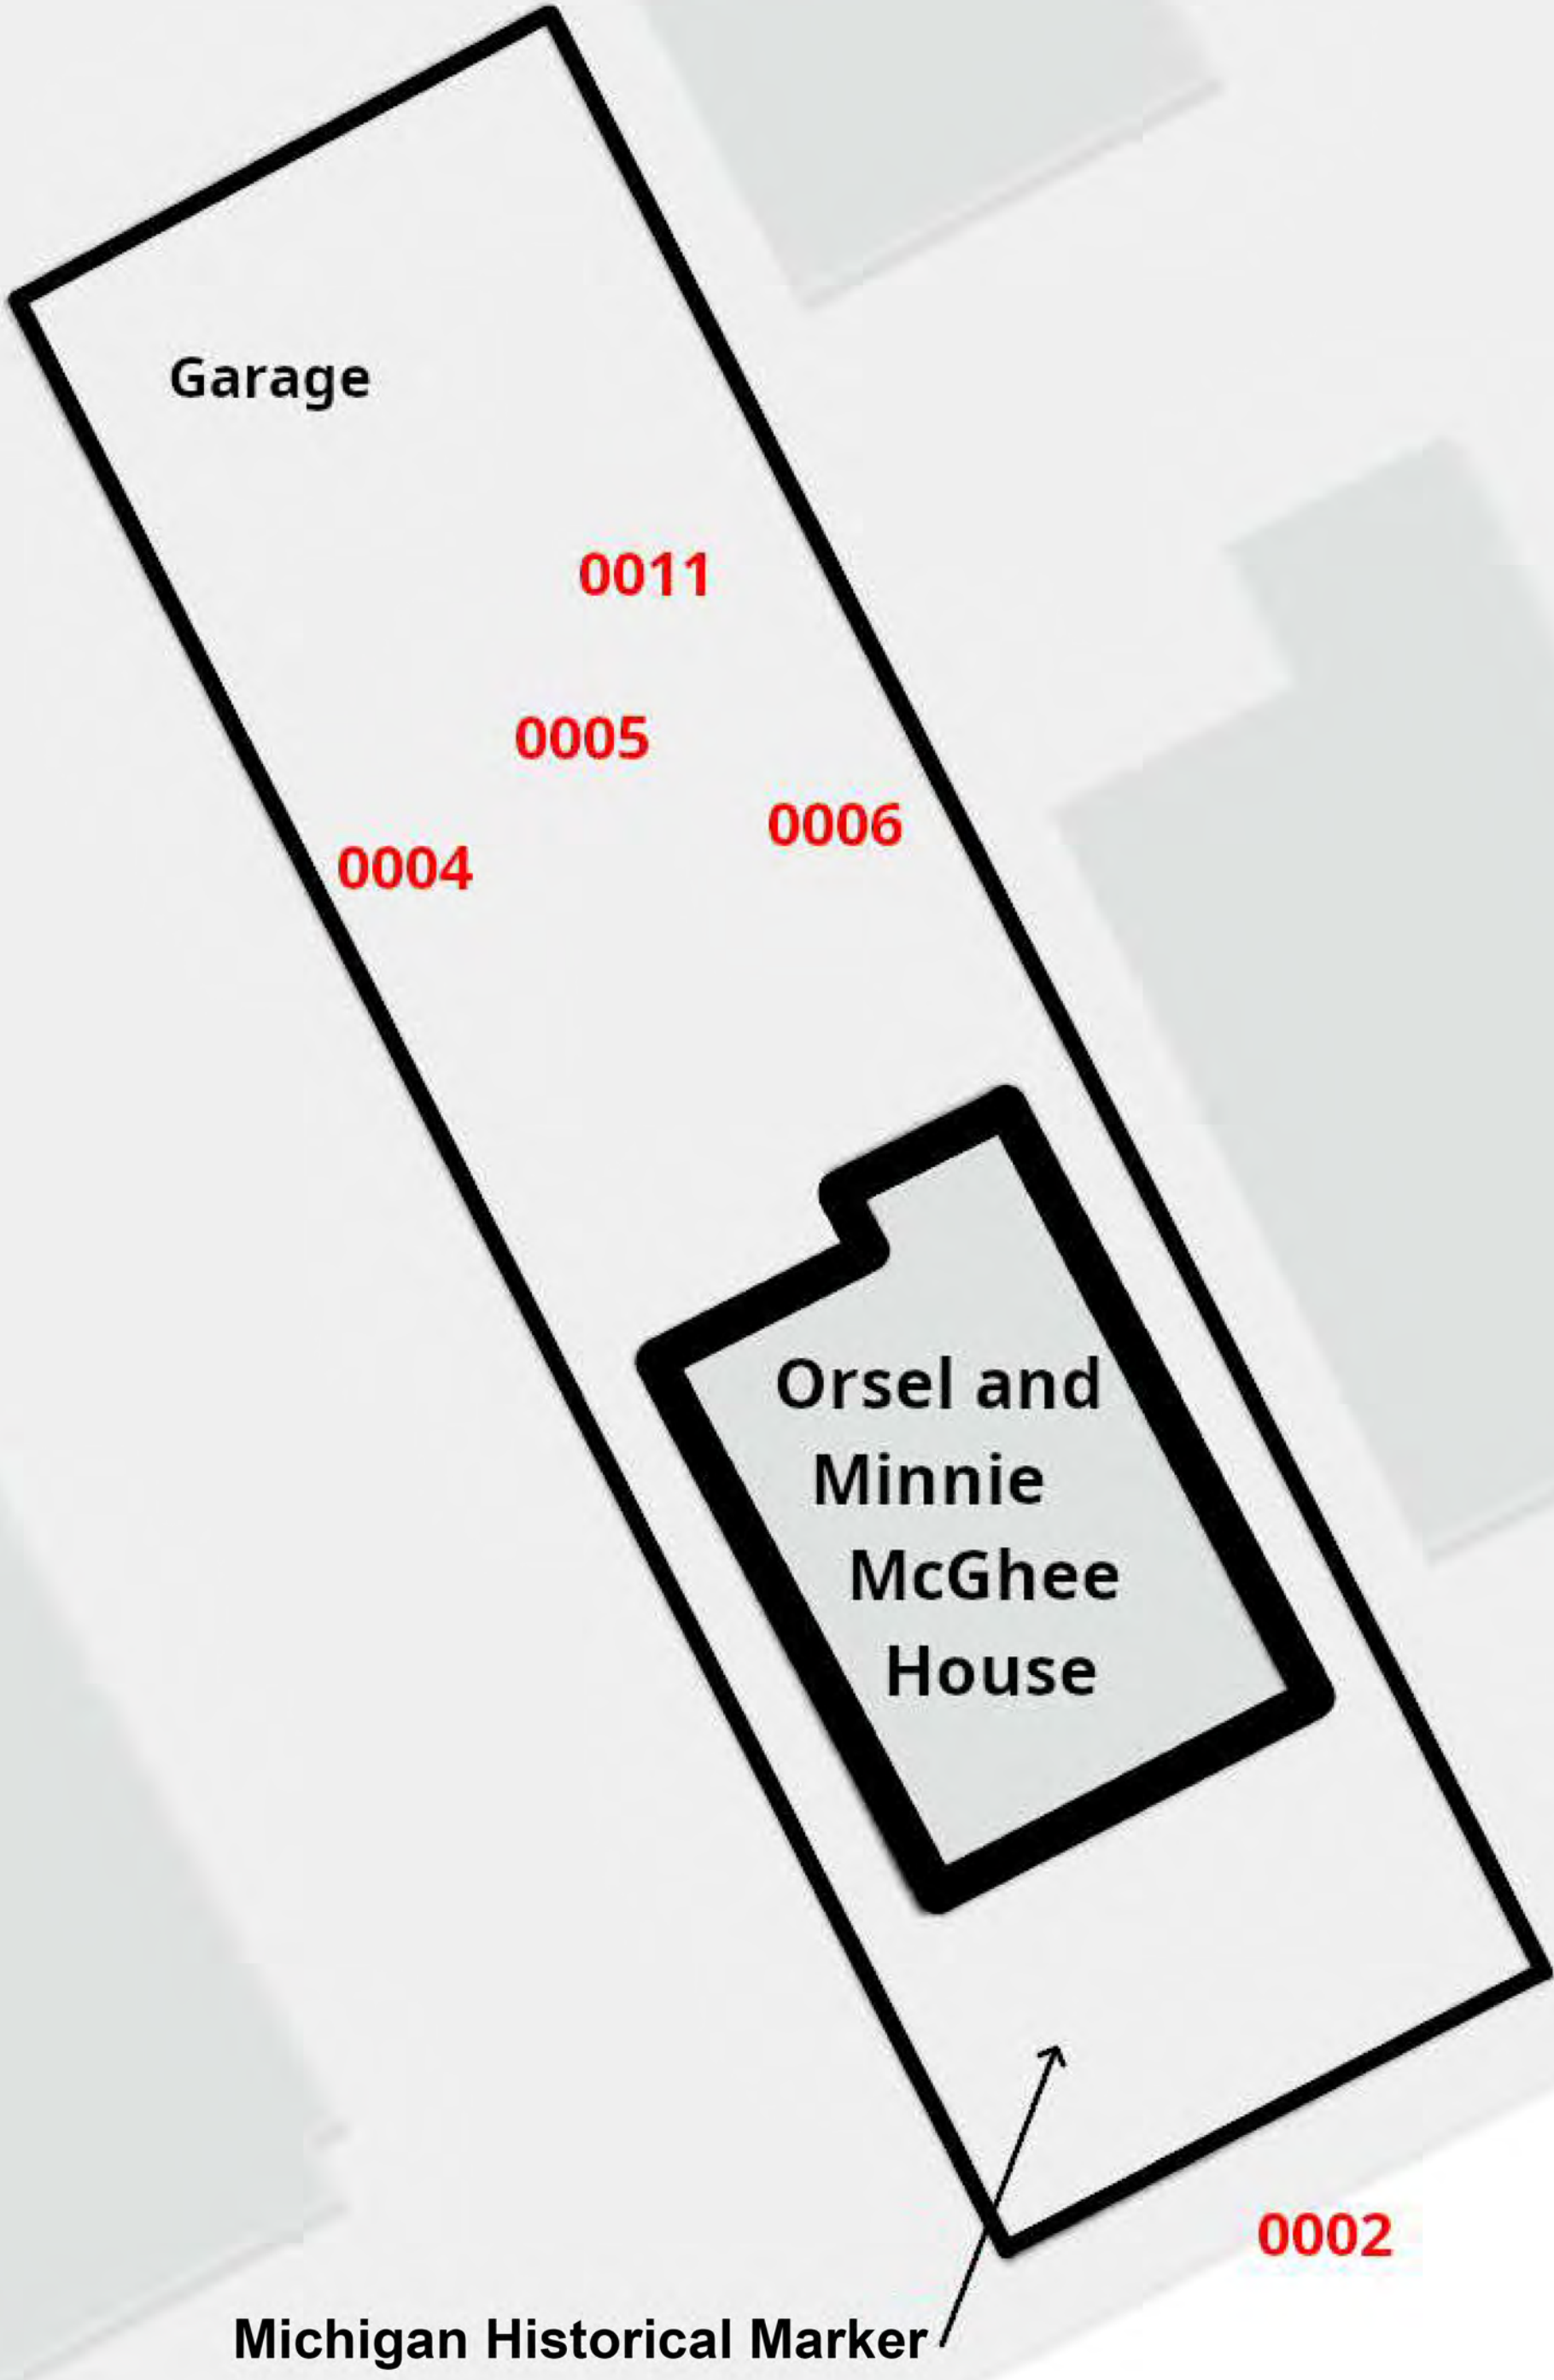 Garage
0011
0005
0006
0004
Orsel and
Minnie
McGhee
House
0002
Michigan Historical Marker